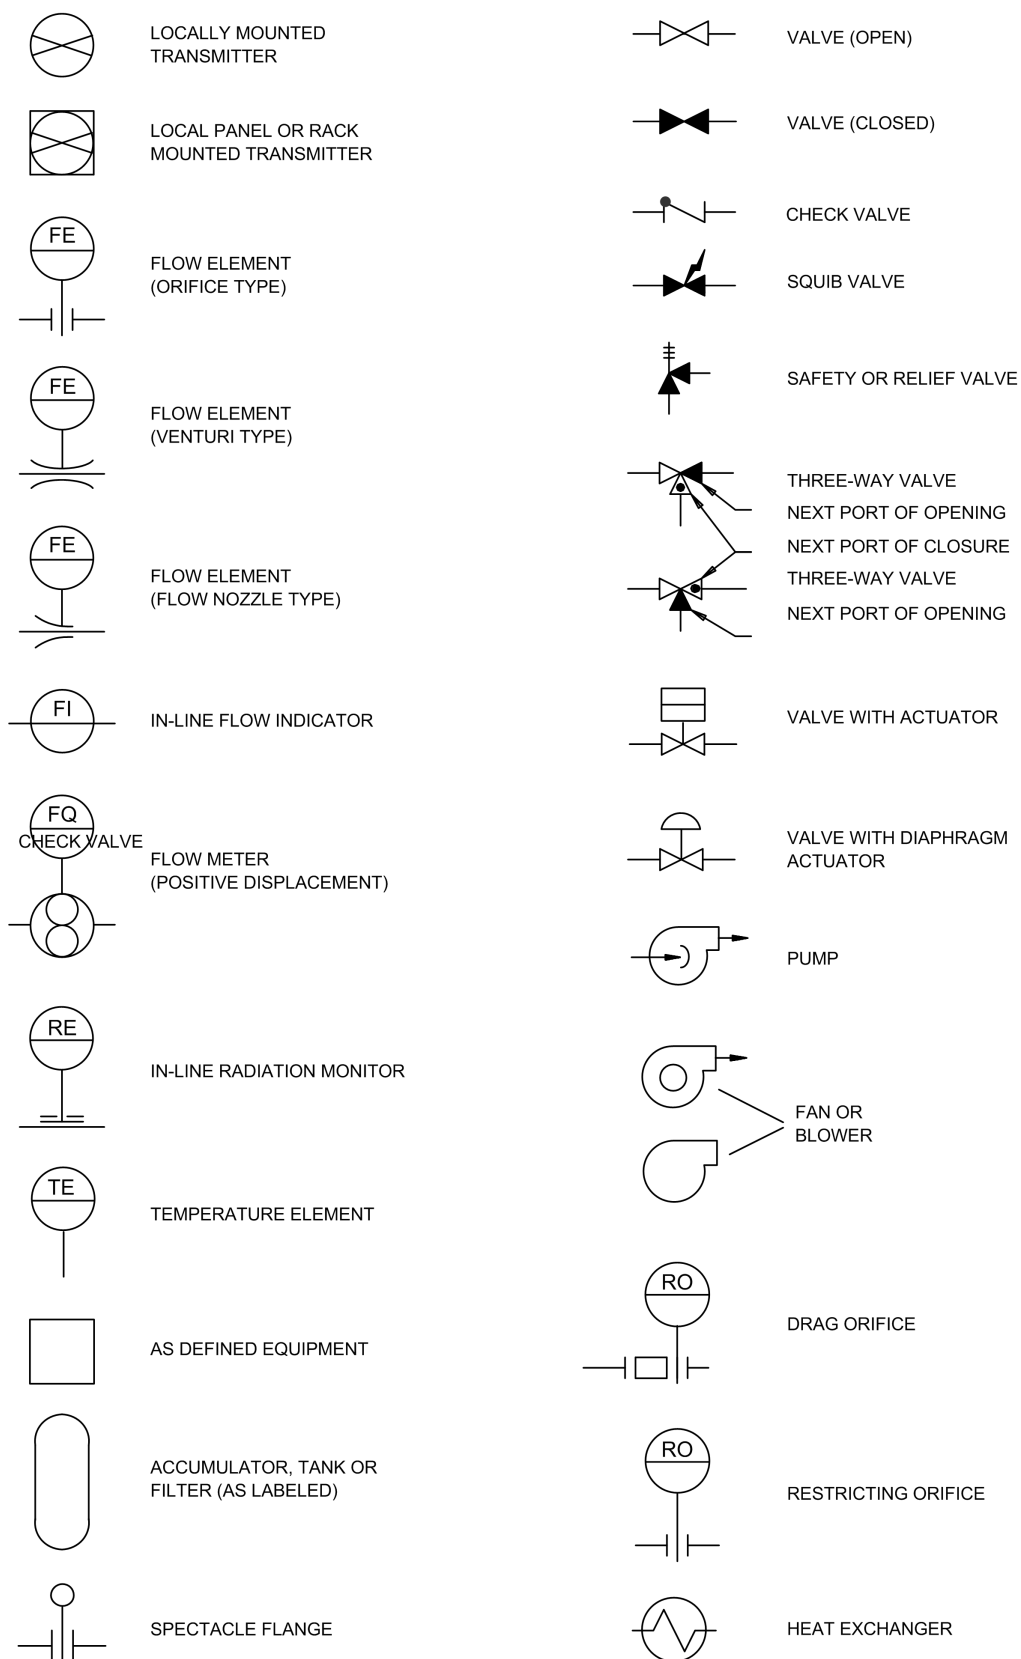 LOCALLY MOUNTED
TRANSMITTER
LOCAL PANEL OR RACK
MOUNTED TRANSMITTER
FE
FLOW ELEMENT
(ORIFICE TYPE)
FE
FLOW ELEMENT
(VENTURI TYPE)
FE
FLOW ELEMENT
(FLOW NOZZLE TYPE)
FI
IN-LINE FLOW INDICATOR
FQ
CHECK VALVE
FLOW METER
(POSITIVE DISPLACEMENT)
RE
IN-LINE RADIATION MONITOR
TE
TEMPERATURE ELEMENT
AS DEFINED EQUIPMENT
ACCUMULATOR, TANK OR
FILTER (AS LABELED)
SPECTACLE FLANGE
VALVE (OPEN)
VALVE (CLOSED)
CHECK VALVE
SQUIB VALVE
SAFETY OR RELIEF VALVE
THREE-WAY VALVE
NEXT PORT OF OPENING
NEXT PORT OF CLOSURE
THREE-WAY VALVE
NEXT PORT OF OPENING
VALVE WITH ACTUATOR
VALVE WITH DIAPHRAGM
ACTUATOR
PUMP
FAN OR
BLOWER
RO
DRAG ORIFICE
RO
RESTRICTING ORIFICE
HEAT EXCHANGER